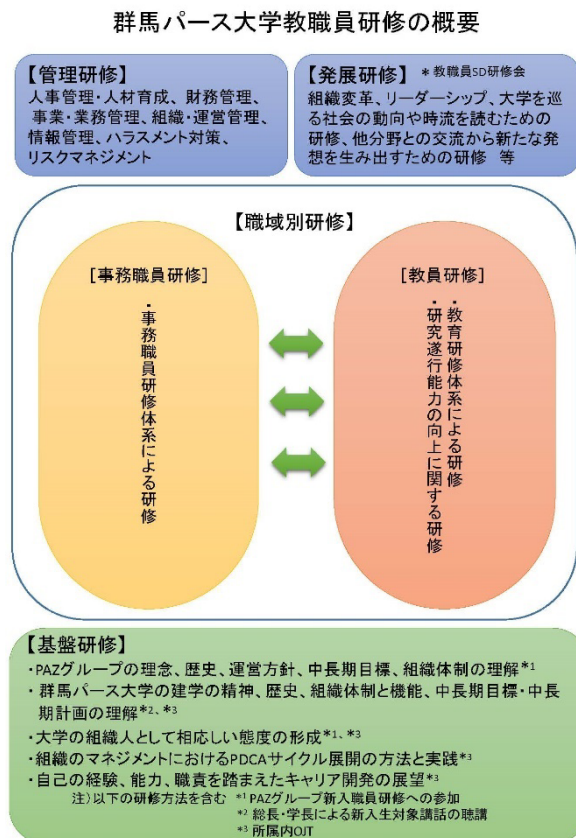 群馬パース大学教職員研修の概要
【管理研修】
人事管理・人材育成、財務管理、
事業・業務管理、組織・運営管理、
情報管理、ハラスメント対策、
リスクマネジメント
【発展研修】 ＊教職員SD研修会
組織変革、リーダーシップ、大学を巡
る社会の動向や時流を読むための
研修、他分野との交流から新たな発
想を生み出すための研修 等
【職域別研修】
[事務職員研修]
・事務職員研修体系による研修
[教員研修]
・教育研修体系による研修
・研究遂行能力の向上に関する研修
【基盤研修】
・PAZグループの理念、歴史、運営方針、中長期目標、組織体制の理解*1
・群馬パース大学の建学の精神、歴史、組織体制と機能、中長期目標・中長
期計画の理解*2、*3
・大学の組織人として相応しい態度の形成*1、*3
・組織のマネジメントにおけるPDCAサイクル展開の方法と実践*3
・自己の経験、能力、職責を踏まえたキャリア開発の展望*3
注）以下の研修方法を含む *1 PAZグループ新入職員研修への参加
*2 総長・学長による新入生対象講話の聴講
*3 所属内OJT